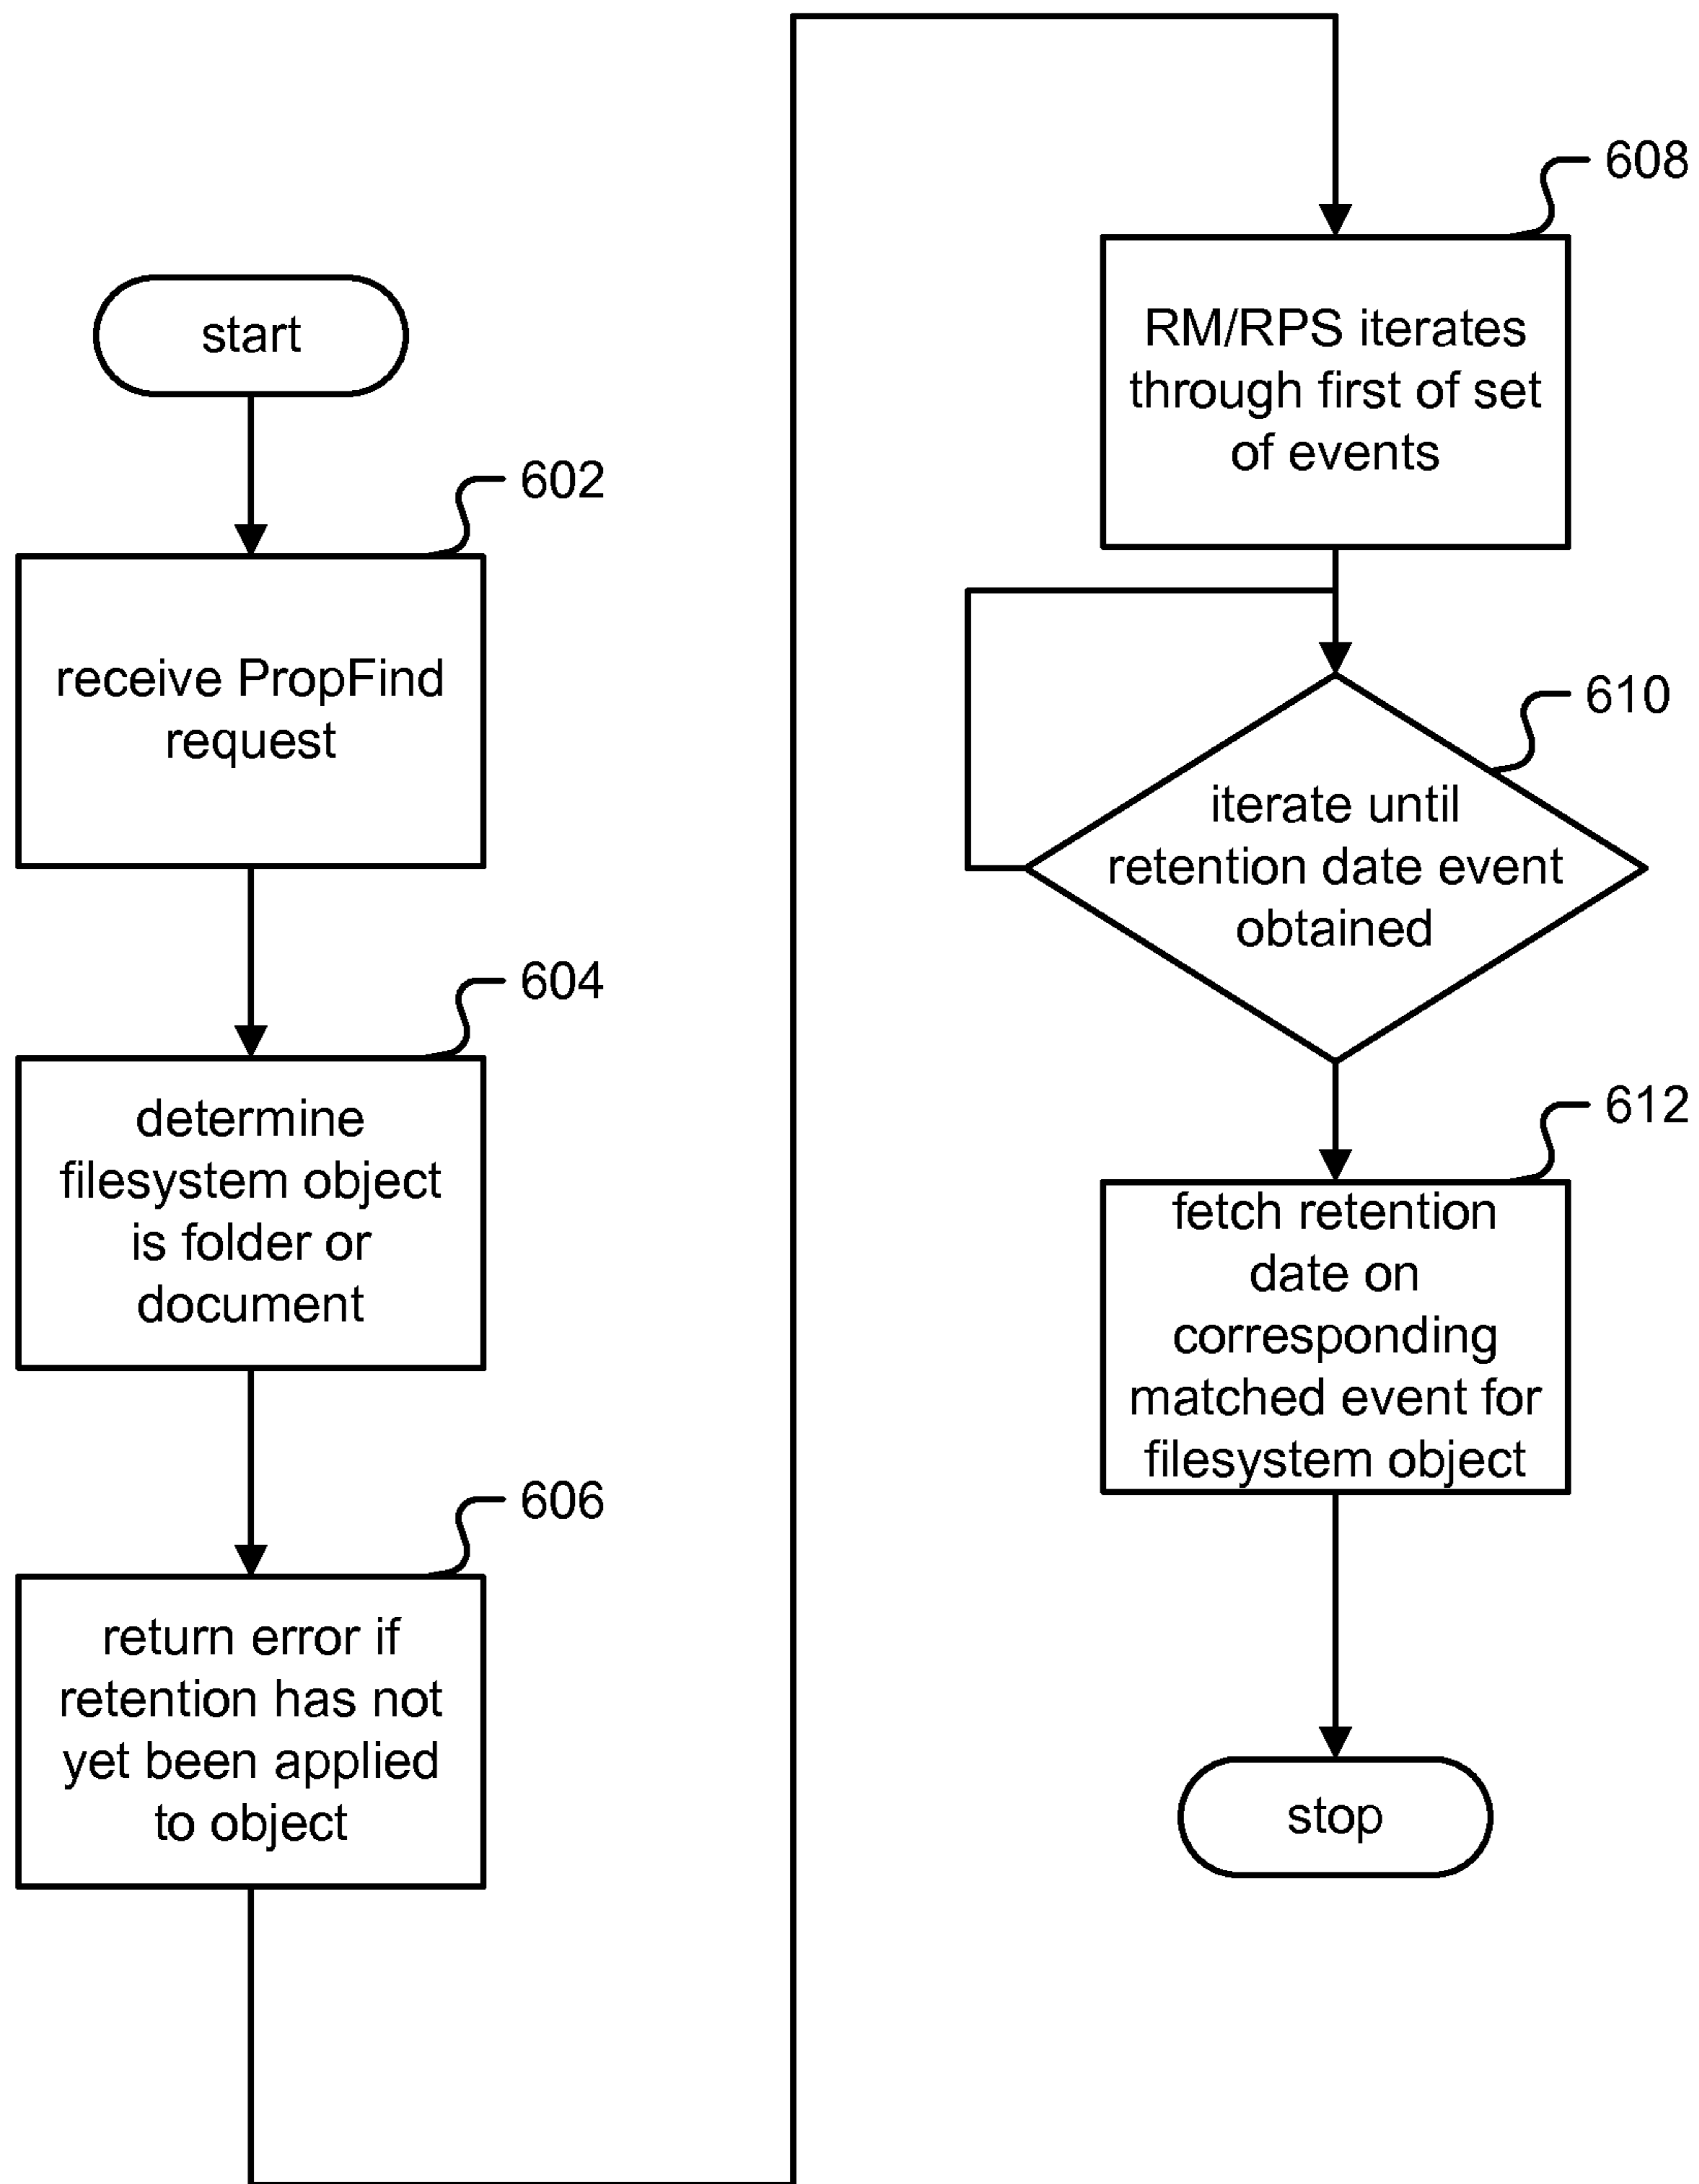 start
602
receive PropFind
request
604
determine
filesystem object
is folder or
document
606
return error if
retention has not
yet been applied
to object
608
RM/RPS iterates
through first of set
of events
610
iterate until
retention date event
obtained
612
fetch retention
date on
corresponding
matched event for
filesystem object
stop